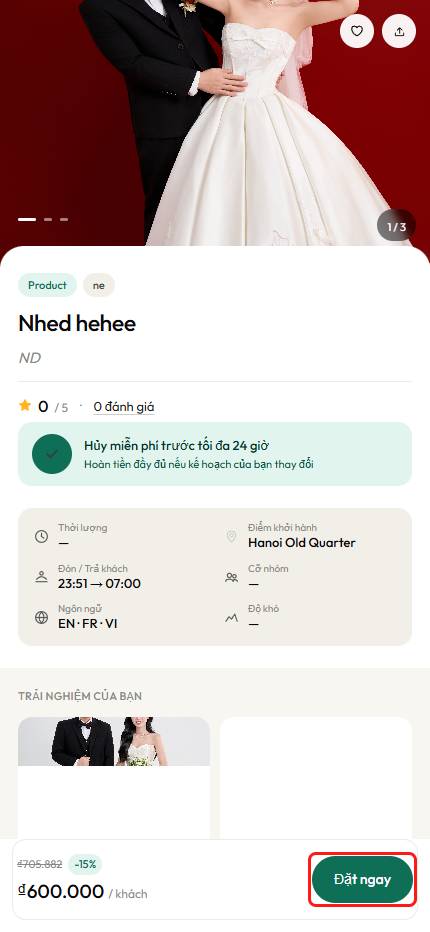 1/3
Product
ne
Nhed hehee
ND
0 / 5 · 0 đánh giá
Hủy miễn phí trước tối đa 24 giờ
Hoàn tiền đầy đủ nếu kế hoạch của bạn thay đổi
Thời lượng
—
Điểm khởi hành
Hanoi Old Quarter
Đón / Trả khách
23:51 → 07:00
Cỡ nhóm
—
Ngôn ngữ
EN · FR · VI
Độ khó
—
TRẢI NGHIỆM CỦA BẠN
₫705.882
-15%
₫600.000 / khách
Đặt ngay